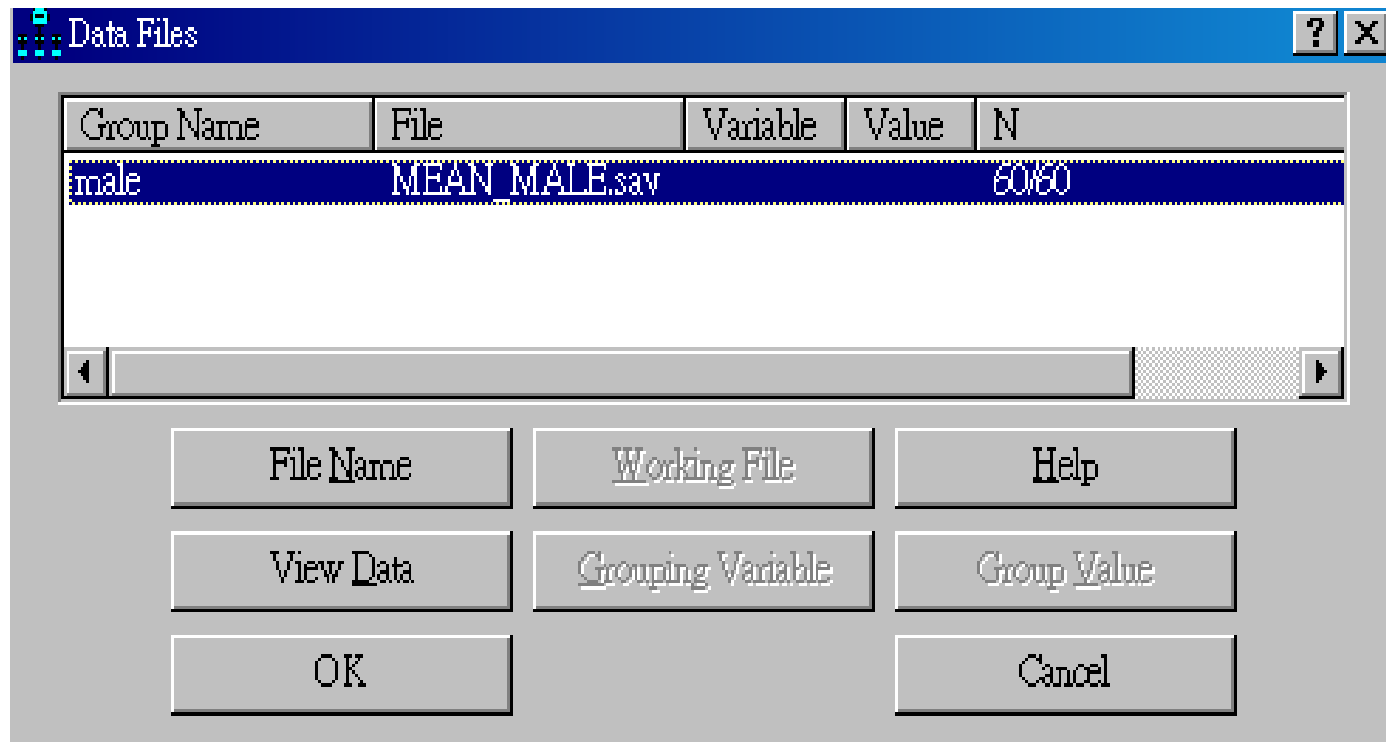 Data Files
Group Name File Variable Value N
male MEAN_MALE.sav 60/60
File Name Working File Help
View Data Grouping Variable Group Value
OK Cancel